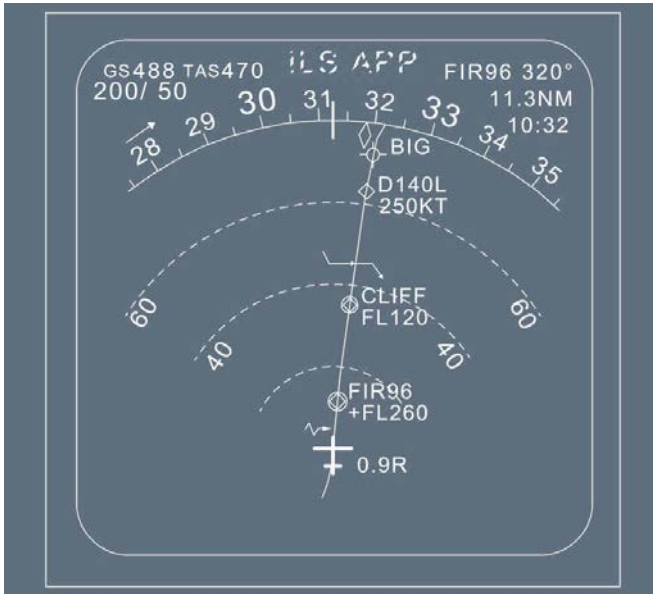 GS488 TAS470
200/ 50
ILS APP
FIR96 320°
11.3NM
10:32
28 29 30 31 32 33 34 35
BIG
D140L
250KT
60 60
CLIFF
FL120
40 40
FIR96
+FL260
0.9R